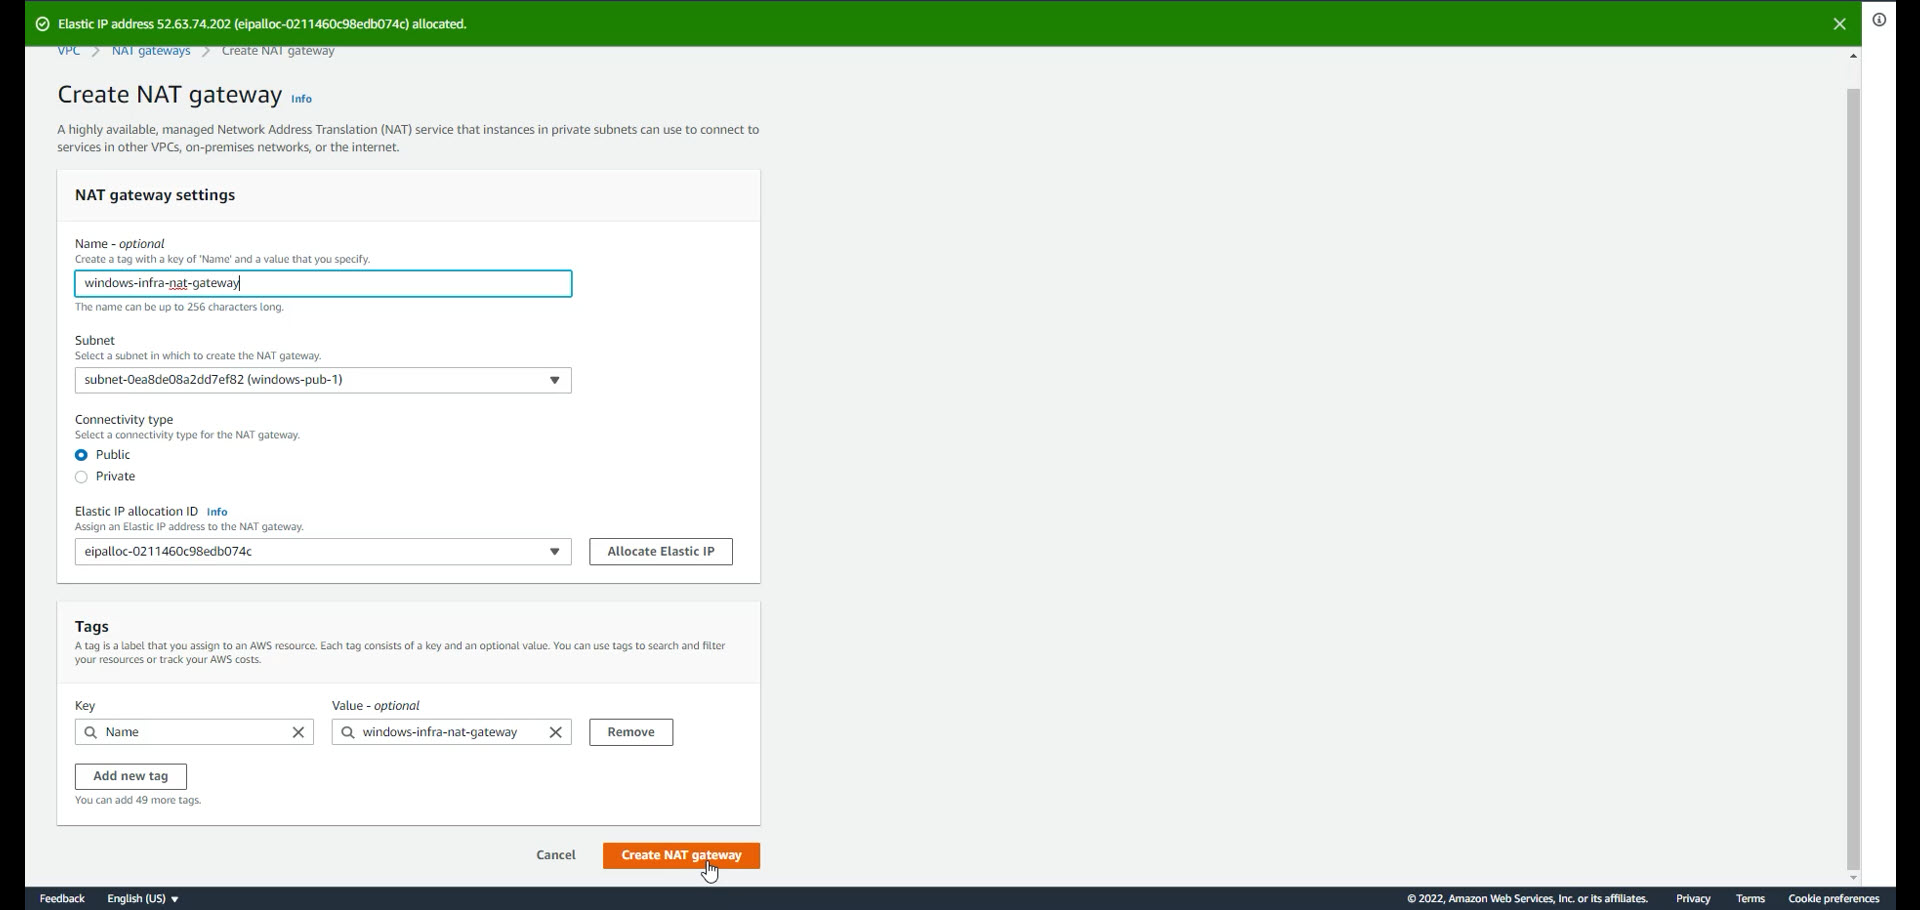 Elastic IP address 52.63.74.202 (eipalloc-0211460c98edb074c) allocated.
VPC > NAT gateways > Create NAT gateway
Create NAT gateway Info
A highly available, managed Network Address Translation (NAT) service that instances in private subnets can use to connect to
services in other VPCs, on-premises networks, or the internet.
NAT gateway settings
Name - optional
Create a tag with a key of 'Name' and a value that you specify.
windows-infra-nat-gateway
The name can be up to 256 characters long.
Subnet
Select a subnet in which to create the NAT gateway.
subnet-0ea8de08a2dd7ef82 (windows-pub-1)
Connectivity type
Select a connectivity type for the NAT gateway.
Public
Private
Elastic IP allocation ID Info
Assign an Elastic IP address to the NAT gateway.
eipalloc-0211460c98edb074c Allocate Elastic IP
Tags
A tag is a label that you assign to an AWS resource. Each tag consists of a key and an optional value. You can use tags to search and filter
your resources or track your AWS costs.
Key Value - optional
Name windows-infra-nat-gateway Remove
Add new tag
You can add 49 more tags.
Cancel Create NAT gateway
Feedback English (US) © 2022, Amazon Web Services, Inc. or its affiliates. Privacy Terms Cookie preferences